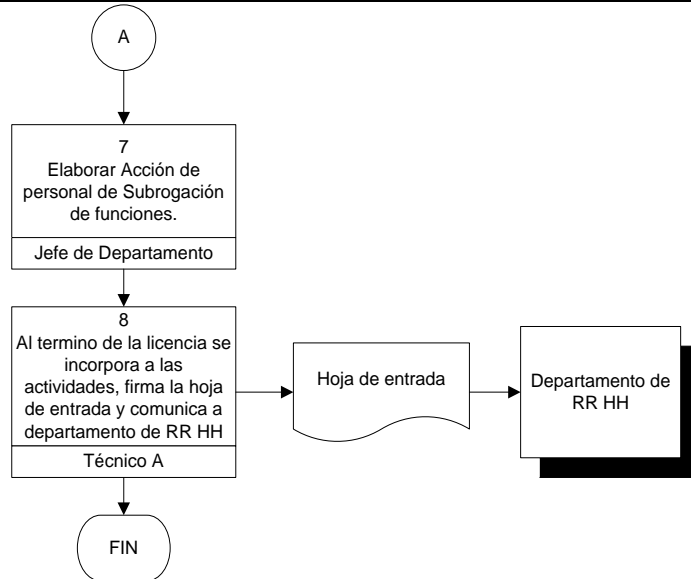 A
7
Elaborar Acción de
personal de Subrogación
de funciones.
Jefe de Departamento
8
Al termino de la licencia se
incorpora a las
actividades, firma la hoja
de entrada y comunica a
departamento de RR HH
Técnico A
Hoja de entrada
Departamento de
RR HH
FIN